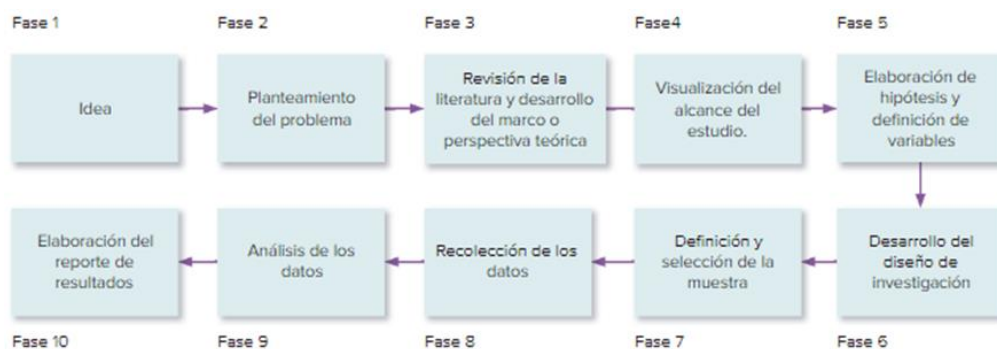 Fase 1
Fase 2
Fase 3
Fase4
Fase 5
Idea
Planteamiento
del problema
Revisión de la
literatura y desarrollo
del marco o
perspectiva teórica
Visualización del
alcance del
estudio.
Elaboración de
hipótesis y
definición de
variables
Elaboración del
reporte de
resultados
Análisis de los
datos
Recolección de los
datos
Definición y
selección de la
muestra
Desarrollo del
diseño de
investigación
Fase 10
Fase 9
Fase 8
Fase 7
Fase 6